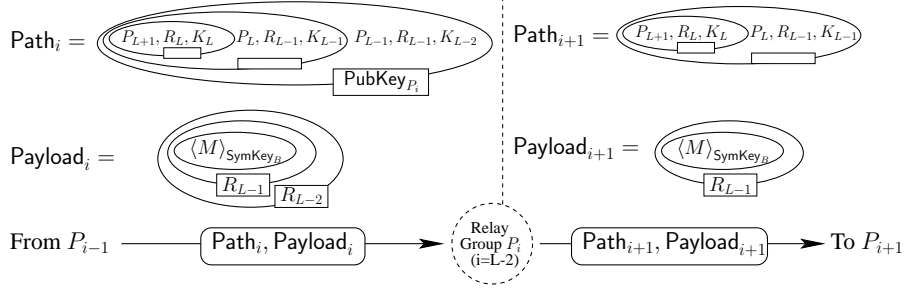 Path_i = P_{L+1}, R_L, K_L P_L, R_{L-1}, K_{L-1} P_{L-1}, R_{L-1}, K_{L-2}
PubKey_{P_i}
Path_{i+1} = P_{L+1}, R_L, K_L P_L, R_{L-1}, K_{L-1}
Payload_i = ⟨M⟩_{SymKey_B}
R_{L-1}
R_{L-2}
Payload_{i+1} = ⟨M⟩_{SymKey_B}
R_{L-1}
From P_{i-1}
Path_i, Payload_i
Relay
Group P_i
(i=L-2)
Path_{i+1}, Payload_{i+1}
To P_{i+1}